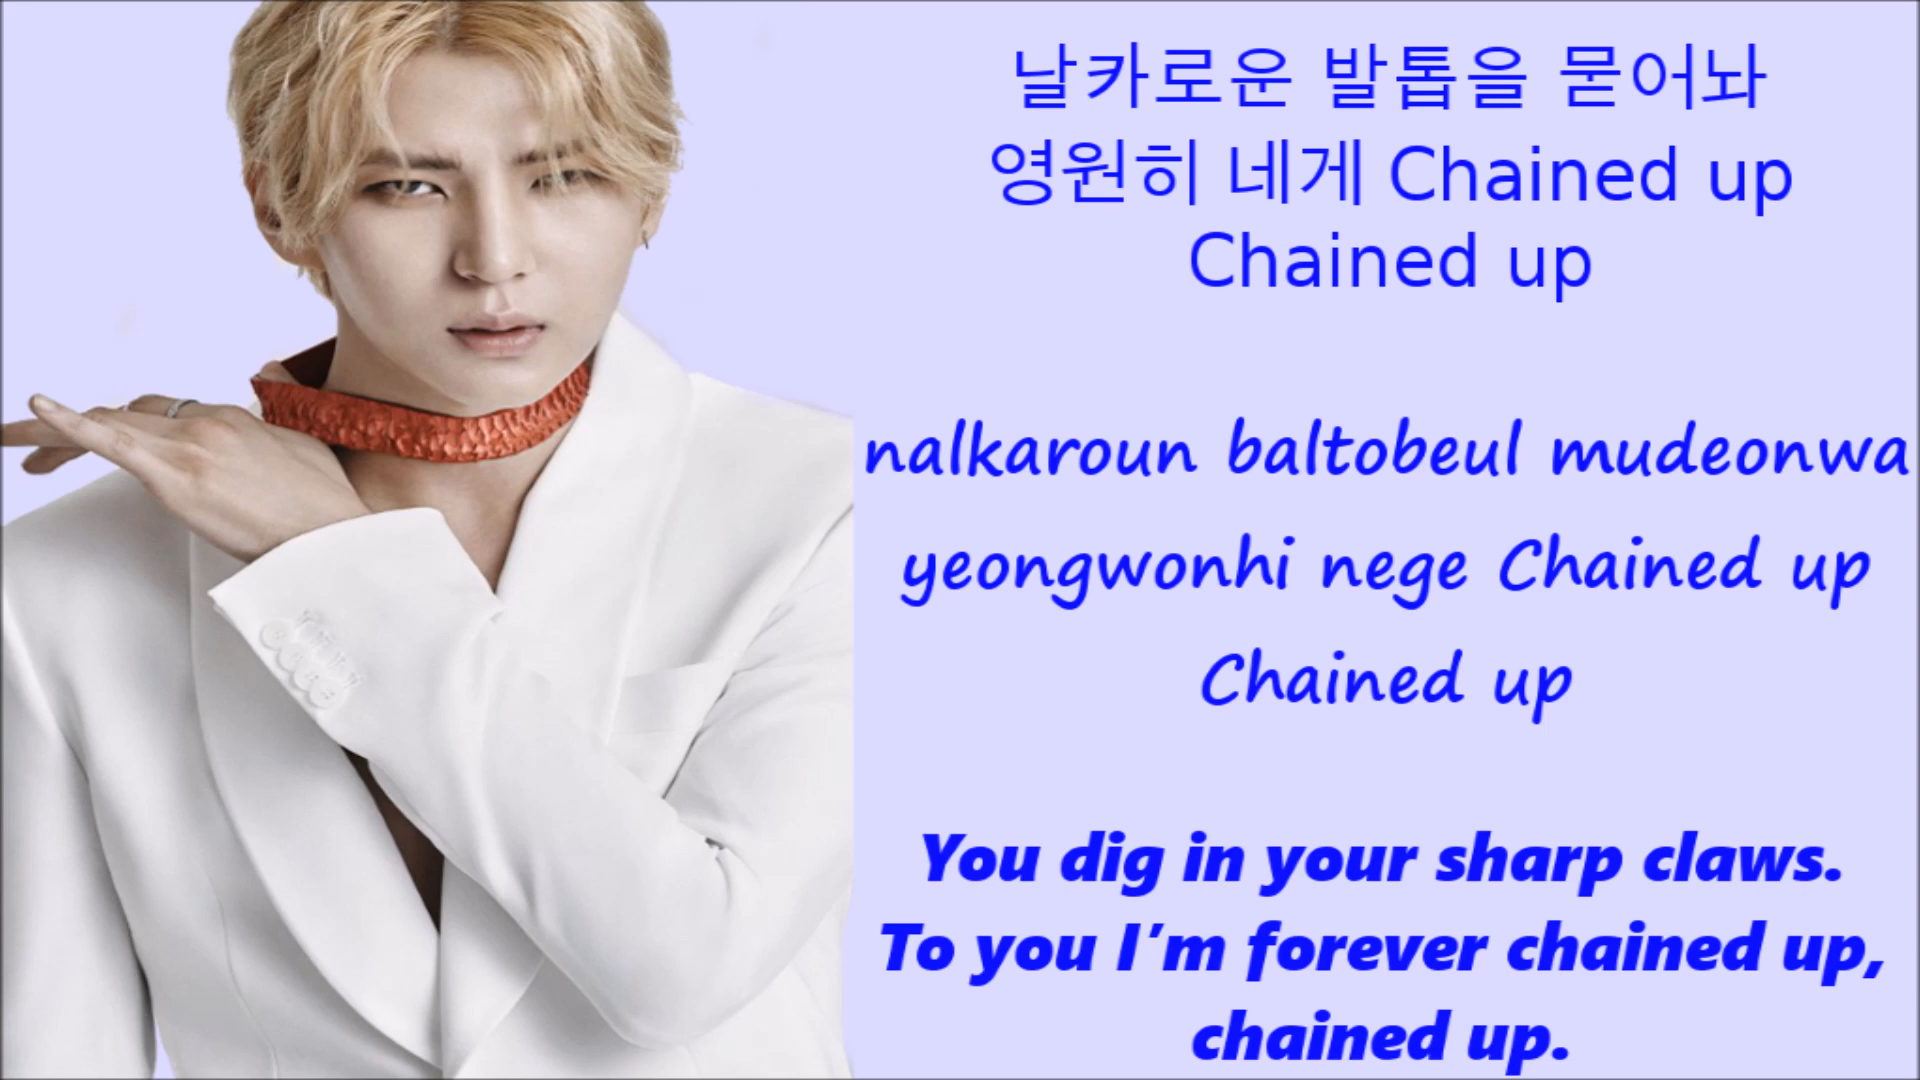 날카로운 발톱을 묻어놔
영원히 네게 Chained up
Chained up
nalkaroun baltobeul mudeonwa
yeongwonhi nege Chained up
Chained up
You dig in your sharp claws.
To you I'm forever chained up,
chained up.